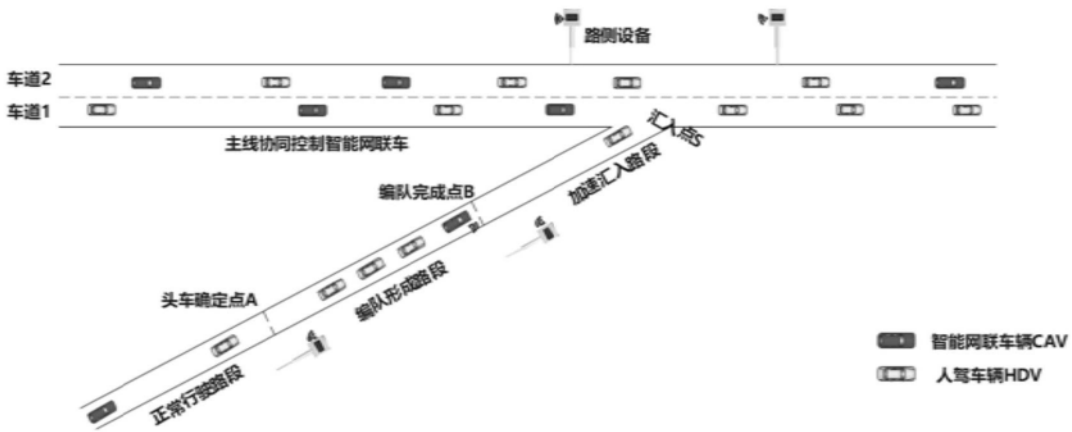 路侧设备
车道2
车道1
主线协同控制智能网联车
汇入点S
加速汇入路段
编队完成点B
编队形成路段
头车确定点A
正常行驶路段
智能网联车辆CAV
人驾车辆HDV